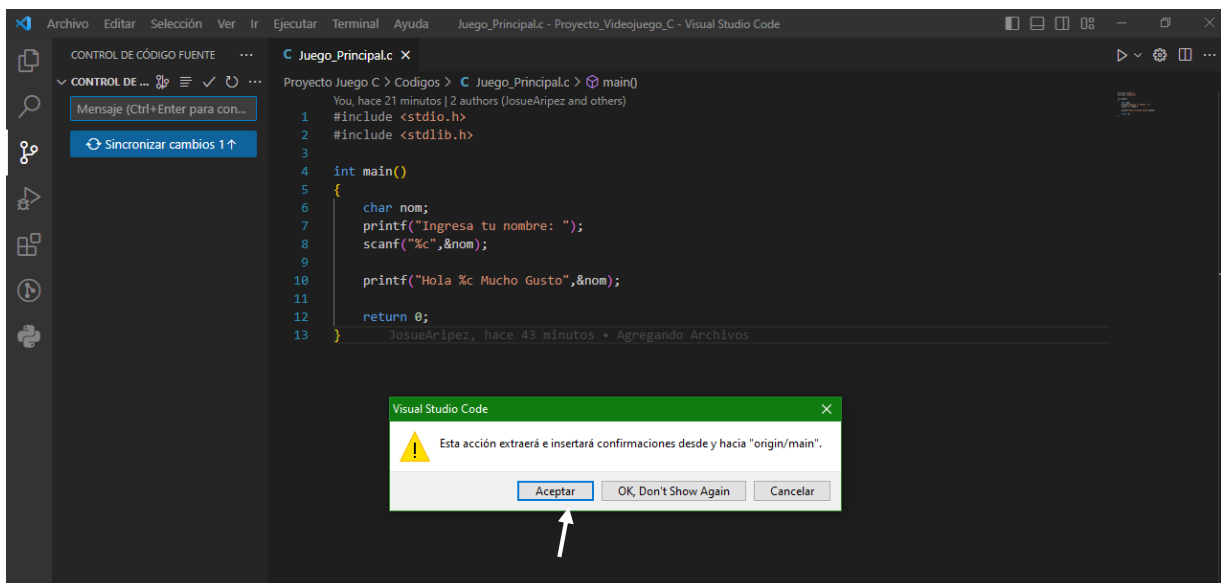 Archivo Editar Selección Ver Ir Ejecutar Terminal Ayuda Juego_Principal.c - Proyecto_Videojuego_C - Visual Studio Code
CONTROL DE CÓDIGO FUENTE ...
CONTROL DE ...
Mensaje (Ctrl+Enter para con...
Sincronizar cambios 1↑
C Juego_Principal.c
Proyecto Juego C > Codigos > C Juego_Principal.c > main()
You, hace 21 minutos | 2 authors (JosueAripez and others)
1 #include <stdio.h>
2 #include <stdlib.h>
3
4 int main()
5 {
6 char nom;
7 printf("Ingresa tu nombre: ");
8 scanf("%c",&nom);
9
10 printf("Hola %c Mucho Gusto",&nom);
11
12 return 0;
13 } JosueAripez, hace 43 minutos • Agregando Archivos
Visual Studio Code
Esta acción extraerá e insertará confirmaciones desde y hacia "origin/main".
Aceptar OK, Don't Show Again Cancelar